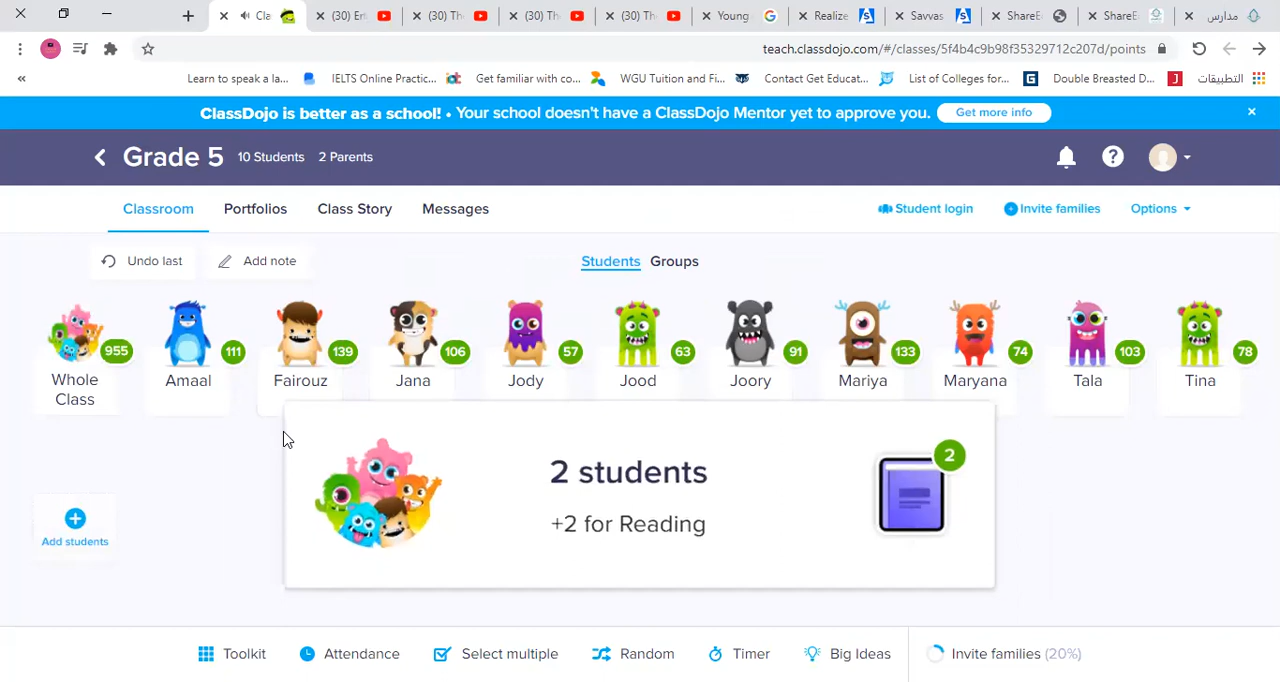 Cla
(30) En
(30) Th
(30) Th
(30) Th
Young
Realize
Savvas
ShareE
ShareE
مدارس
teach.classdojo.com/#/classes/5f4b4c9b98f35329712c207d/points
« Learn to speak a la... IELTS Online Practic... Get familiar with co... WGU Tuition and Fi... Contact Get Educat... List of Colleges for... Double Breasted D... التطبيقات
ClassDojo is better as a school! • Your school doesn't have a ClassDojo Mentor yet to approve you. Get more info
Grade 5 10 Students 2 Parents
Classroom Portfolios Class Story Messages Student login Invite families Options
Undo last Add note Students Groups
955 111 139 106 57 63 91 133 74 103 78
Whole Class Amaal Fairouz Jana Jody Jood Joory Mariya Maryana Tala Tina
2 students
+2 for Reading
2
Add students
Toolkit Attendance Select multiple Random Timer Big Ideas Invite families (20%)